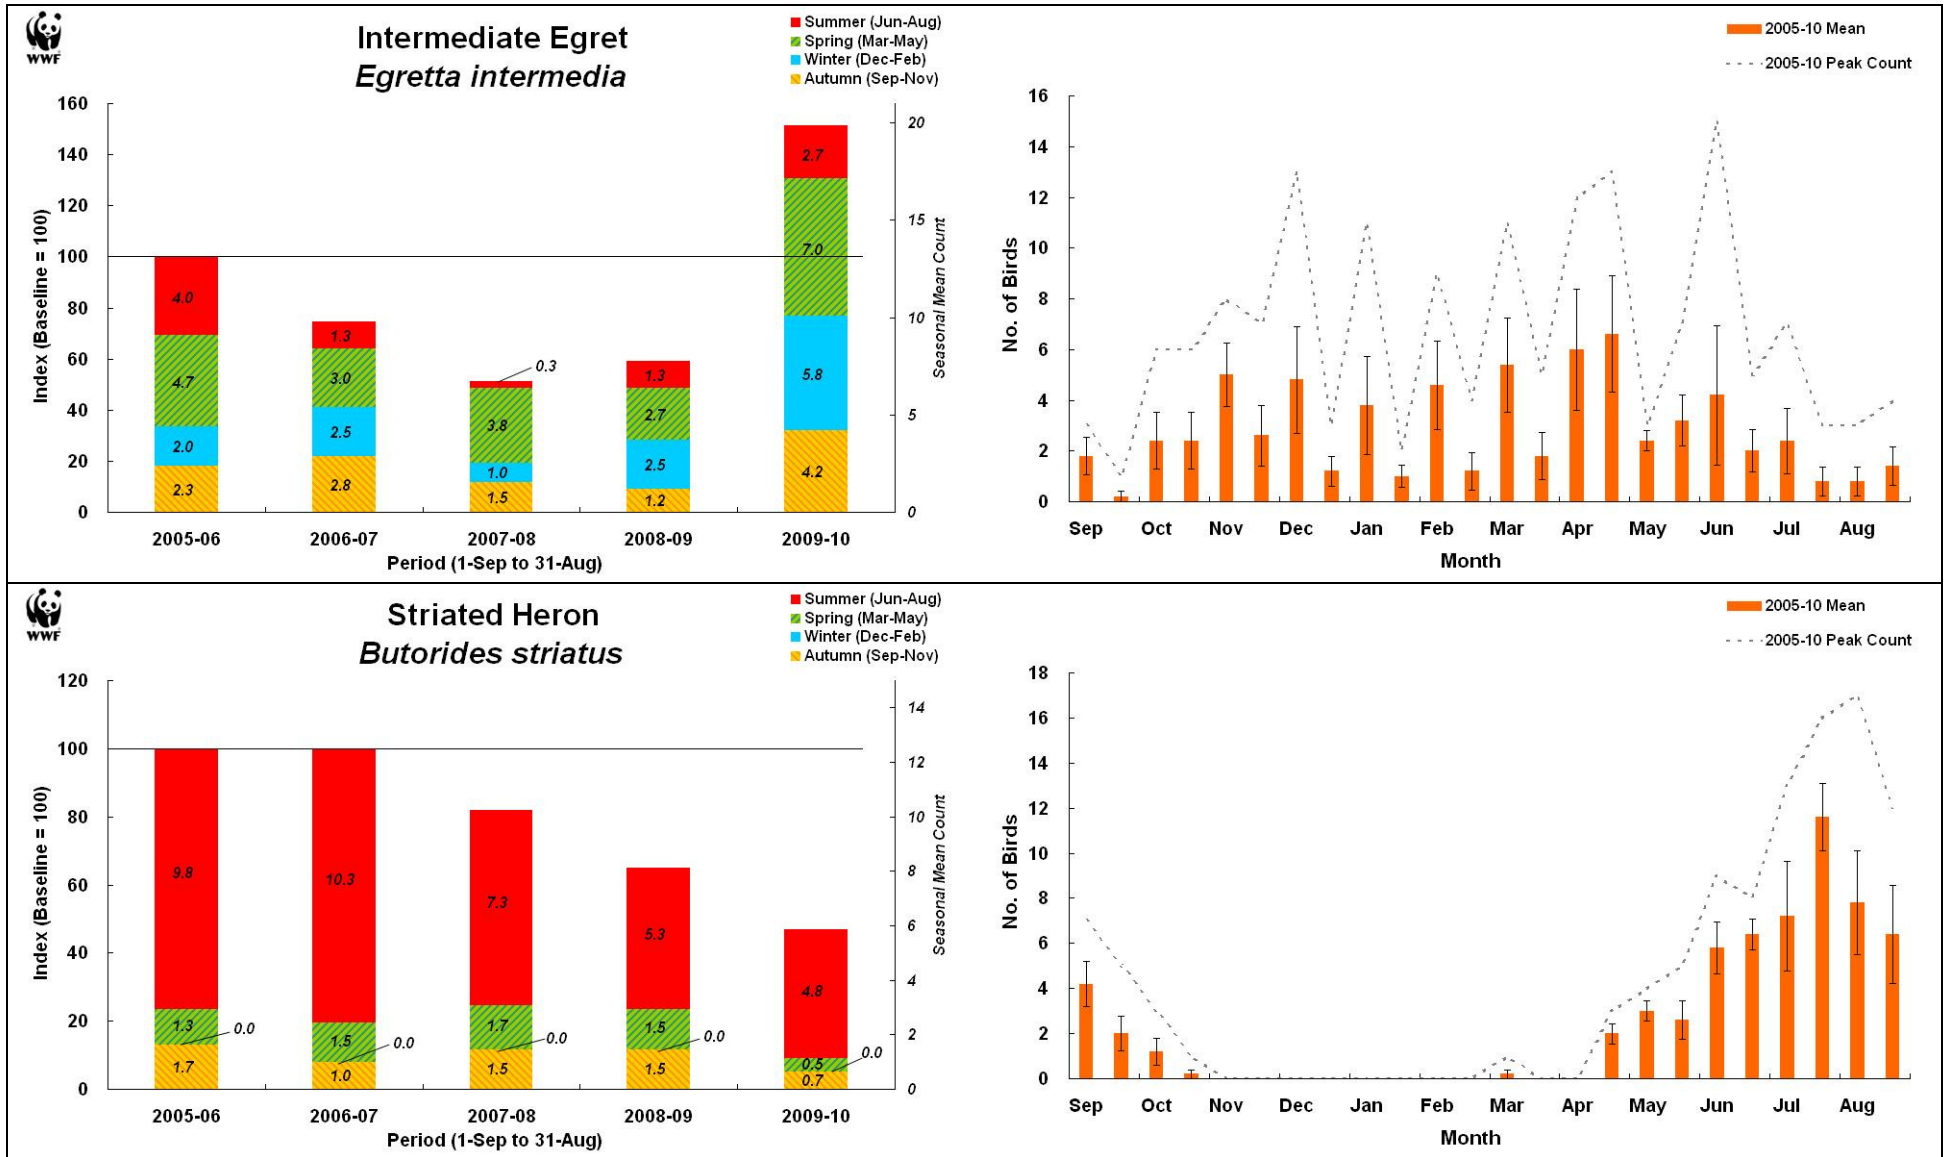 WWF
Intermediate Egret
Egretta intermedia
Summer (Jun-Aug)
Spring (Mar-May)
Winter (Dec-Feb)
Autumn (Sep-Nov)
Index (Baseline = 100)
160
140
120
100
80
60
40
20
0
4.0
4.7
2.0
2.3
1.3
3.0
2.5
2.8
0.3
3.8
1.0
1.5
1.3
2.7
2.5
1.2
2.7
7.0
5.8
4.2
20
15
10
5
0
Seasonal Mean Count
2005-06 2006-07 2007-08 2008-09 2009-10
Period (1-Sep to 31-Aug)
2005-10 Mean
2005-10 Peak Count
No. of Birds
16
14
12
10
8
6
4
2
0
Sep Oct Nov Dec Jan Feb Mar Apr May Jun Jul Aug
Month
WWF
Striated Heron
Butorides striatus
Summer (Jun-Aug)
Spring (Mar-May)
Winter (Dec-Feb)
Autumn (Sep-Nov)
Index (Baseline = 100)
120
100
80
60
40
20
0
9.8
1.3
0.0
1.7
10.3
1.5
0.0
1.0
7.3
1.7
0.0
1.5
5.3
1.5
0.0
1.5
4.8
0.5
0.0
0.7
14
12
10
8
6
4
2
0
Seasonal Mean Count
2005-06 2006-07 2007-08 2008-09 2009-10
Period (1-Sep to 31-Aug)
2005-10 Mean
2005-10 Peak Count
No. of Birds
18
16
14
12
10
8
6
4
2
0
Sep Oct Nov Dec Jan Feb Mar Apr May Jun Jul Aug
Month